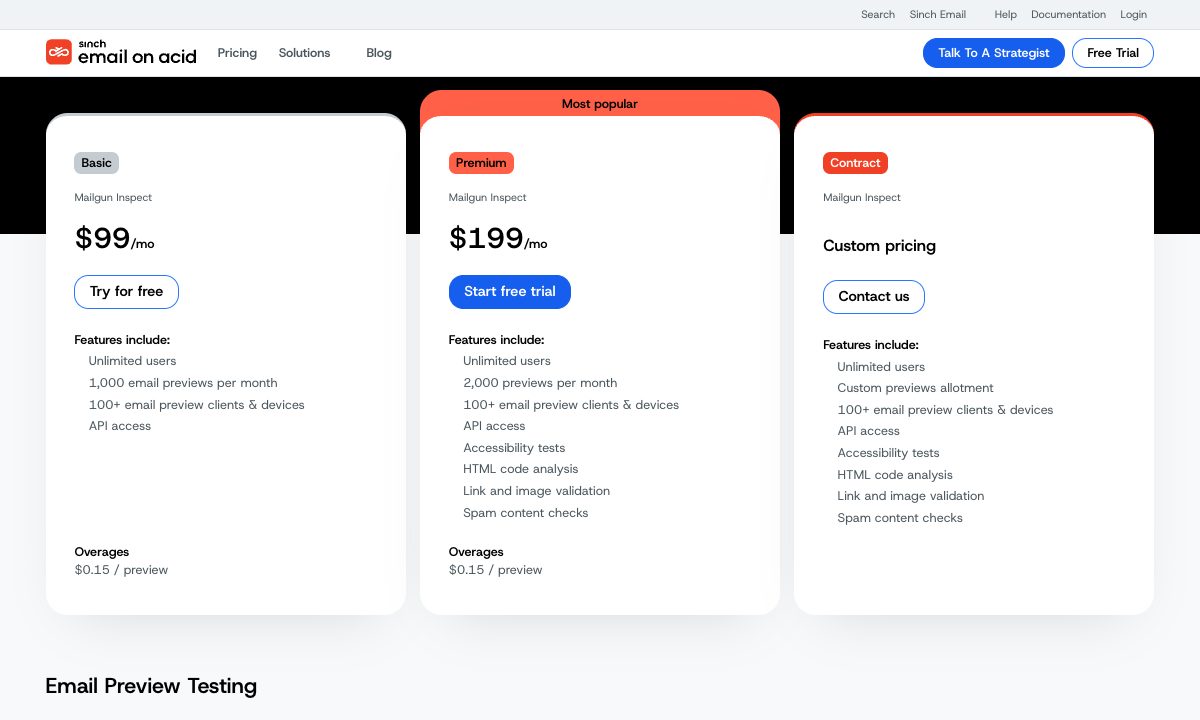 Search Sinch Email Help Documentation Login
sinch
email on acid
Pricing Solutions Blog
Talk To A Strategist Free Trial
Most popular
Basic
Mailgun Inspect
$99/mo
Try for free
Features include:
Unlimited users
1,000 email previews per month
100+ email preview clients & devices
API access
Overages
$0.15 / preview
Premium
Mailgun Inspect
$199/mo
Start free trial
Features include:
Unlimited users
2,000 previews per month
100+ email preview clients & devices
API access
Accessibility tests
HTML code analysis
Link and image validation
Spam content checks
Overages
$0.15 / preview
Contract
Mailgun Inspect
Custom pricing
Contact us
Features include:
Unlimited users
Custom previews allotment
100+ email preview clients & devices
API access
Accessibility tests
HTML code analysis
Link and image validation
Spam content checks
Email Preview Testing